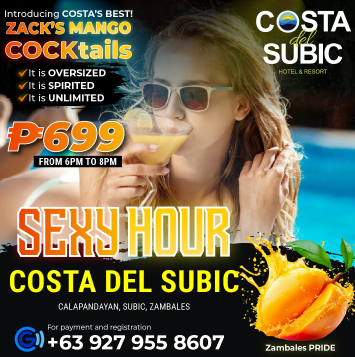 Introducing COSTA'S BEST!
ZACK'S MANGO
COCKtails
It is OVERSIZED
It is SPIRITED
It is UNLIMITED
COSTA
del
SUBIC
HOTEL & RESORT
₱699
FROM 6PM TO 8PM
SEXY HOUR
COSTA DEL SUBIC
CALAPANDAYAN, SUBIC, ZAMBALES
For payment and registration
+63 927 955 8607
Zambales PRIDE